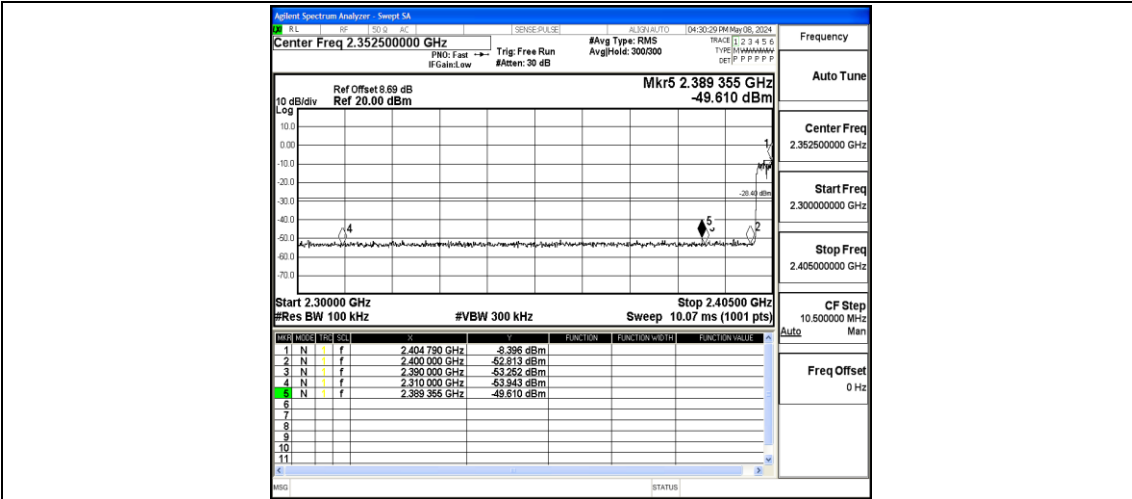 Agilent Spectrum Analyzer - Swept SA
RL RF 50 Ω AC SENSE:PULSE ALIGN AUTO 04:30:29 PM May 08, 2024
Center Freq 2.352500000 GHz
PNO: Fast
IFGain:Low
Trig: Free Run
#Atten: 30 dB
#Avg Type: RMS
Avg|Hold: 300/300
TRACE 1 2 3 4 5 6
TYPE M
DET P P P P P P
Frequency
Mkr5 2.389 355 GHz
-49.610 dBm
Ref Offset 8.69 dB
10 dB/div Ref 20.00 dBm
Log
10.0
0.00
-10.0
-20.0
-30.0
-40.0
-50.0
-60.0
-70.0
1
-28.40 dBm
4
5
2
Start 2.30000 GHz Stop 2.40500 GHz
#Res BW 100 kHz #VBW 300 kHz Sweep 10.07 ms (1001 pts)
MKR MODE TRC SCL X Y FUNCTION FUNCTION WIDTH FUNCTION VALUE
1 N 1 f 2.404 790 GHz -8.396 dBm
2 N 1 f 2.400 000 GHz -52.813 dBm
3 N 1 f 2.390 000 GHz -53.252 dBm
4 N 1 f 2.310 000 GHz -53.943 dBm
5 N 1 f 2.389 355 GHz -49.610 dBm
6
7
8
9
10
11
MSG STATUS
Auto Tune
Center Freq
2.352500000 GHz
Start Freq
2.300000000 GHz
Stop Freq
2.405000000 GHz
CF Step
10.500000 MHz
Auto Man
Freq Offset
0 Hz